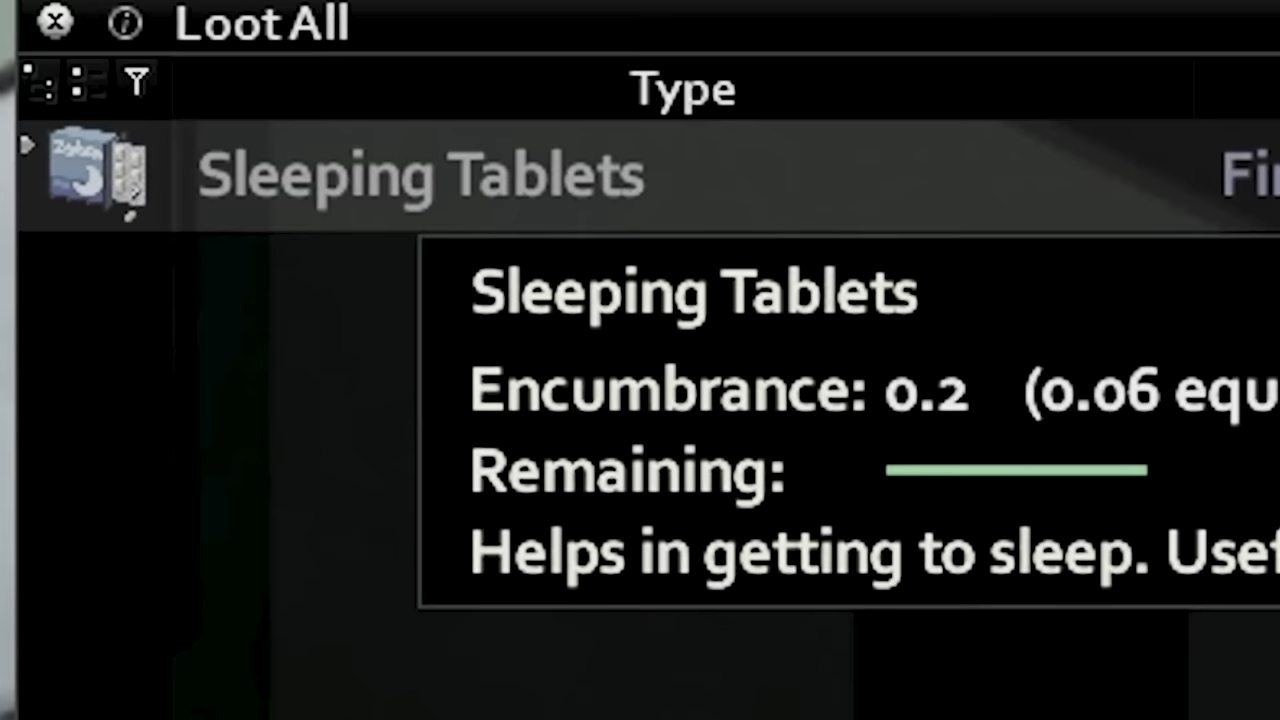 Loot All
Type
Sleeping Tablets
Sleeping Tablets
Encumbrance: 0.2 (0.06 equ
Remaining:
Helps in getting to sleep.